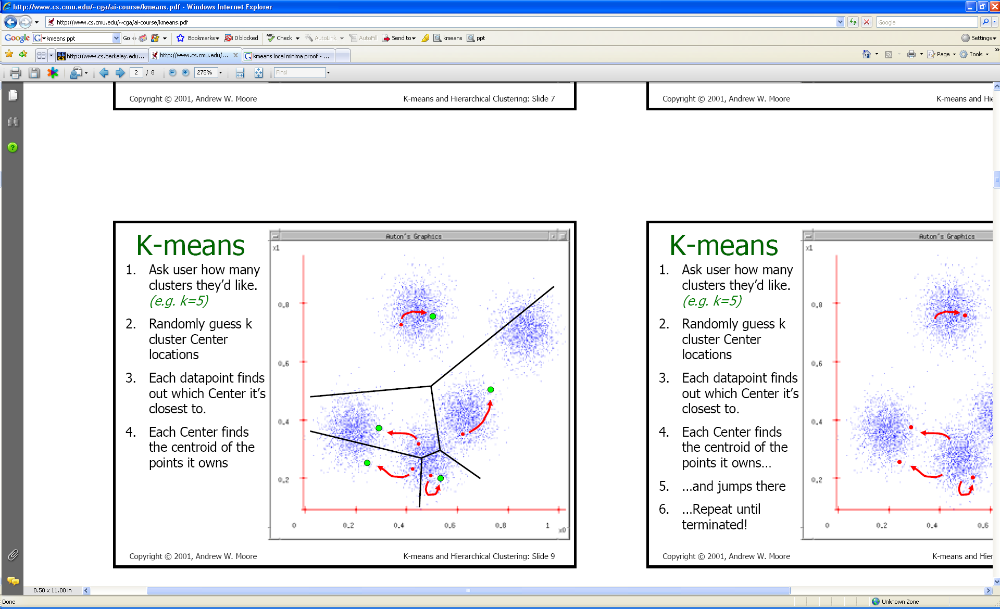 http://www.cs.cmu.edu/~cga/ai-course/kmeans.pdf - Windows Internet Explorer
http://www.cs.cmu.edu/~cga/ai-course/kmeans.pdf
Google
Google
kmeans ppt
Go
Bookmarks
0 blocked
ABC
Check
AutoLink
AutoFill
Send to
kmeans
ppt
Settings
http://www.cs.berkeley.edu...
http://www.cs.cmu.edu/...
kmeans local minima proof - ...
Page
Tools
2 / 8
275%
Find
Copyright © 2001, Andrew W. Moore
K-means and Hierarchical Clustering: Slide 7
Copyright © 2001, Andrew W. Moore
K-means and Hie
K-means
1. Ask user how many
clusters they’d like.
(e.g. k=5)
2. Randomly guess k
cluster Center
locations
3. Each datapoint finds
out which Center it’s
closest to.
4. Each Center finds
the centroid of the
points it owns
Auton's Graphics
x1
0.8
0.6
0.4
0.2
0 0.2 0.4 0.6 0.8 1
x0
Copyright © 2001, Andrew W. Moore
K-means and Hierarchical Clustering: Slide 9
K-means
1. Ask user how many
clusters they’d like.
(e.g. k=5)
2. Randomly guess k
cluster Center
locations
3. Each datapoint finds
out which Center it’s
closest to.
4. Each Center finds
the centroid of the
points it owns...
5. ...and jumps there
6. ...Repeat until
terminated!
Auton's Graphics
x1
0.8
0.6
0.4
0.2
0 0.2 0.4 0.6
Copyright © 2001, Andrew W. Moore
K-means and Hier
8.50 x 11.00 in
Done
Unknown Zone